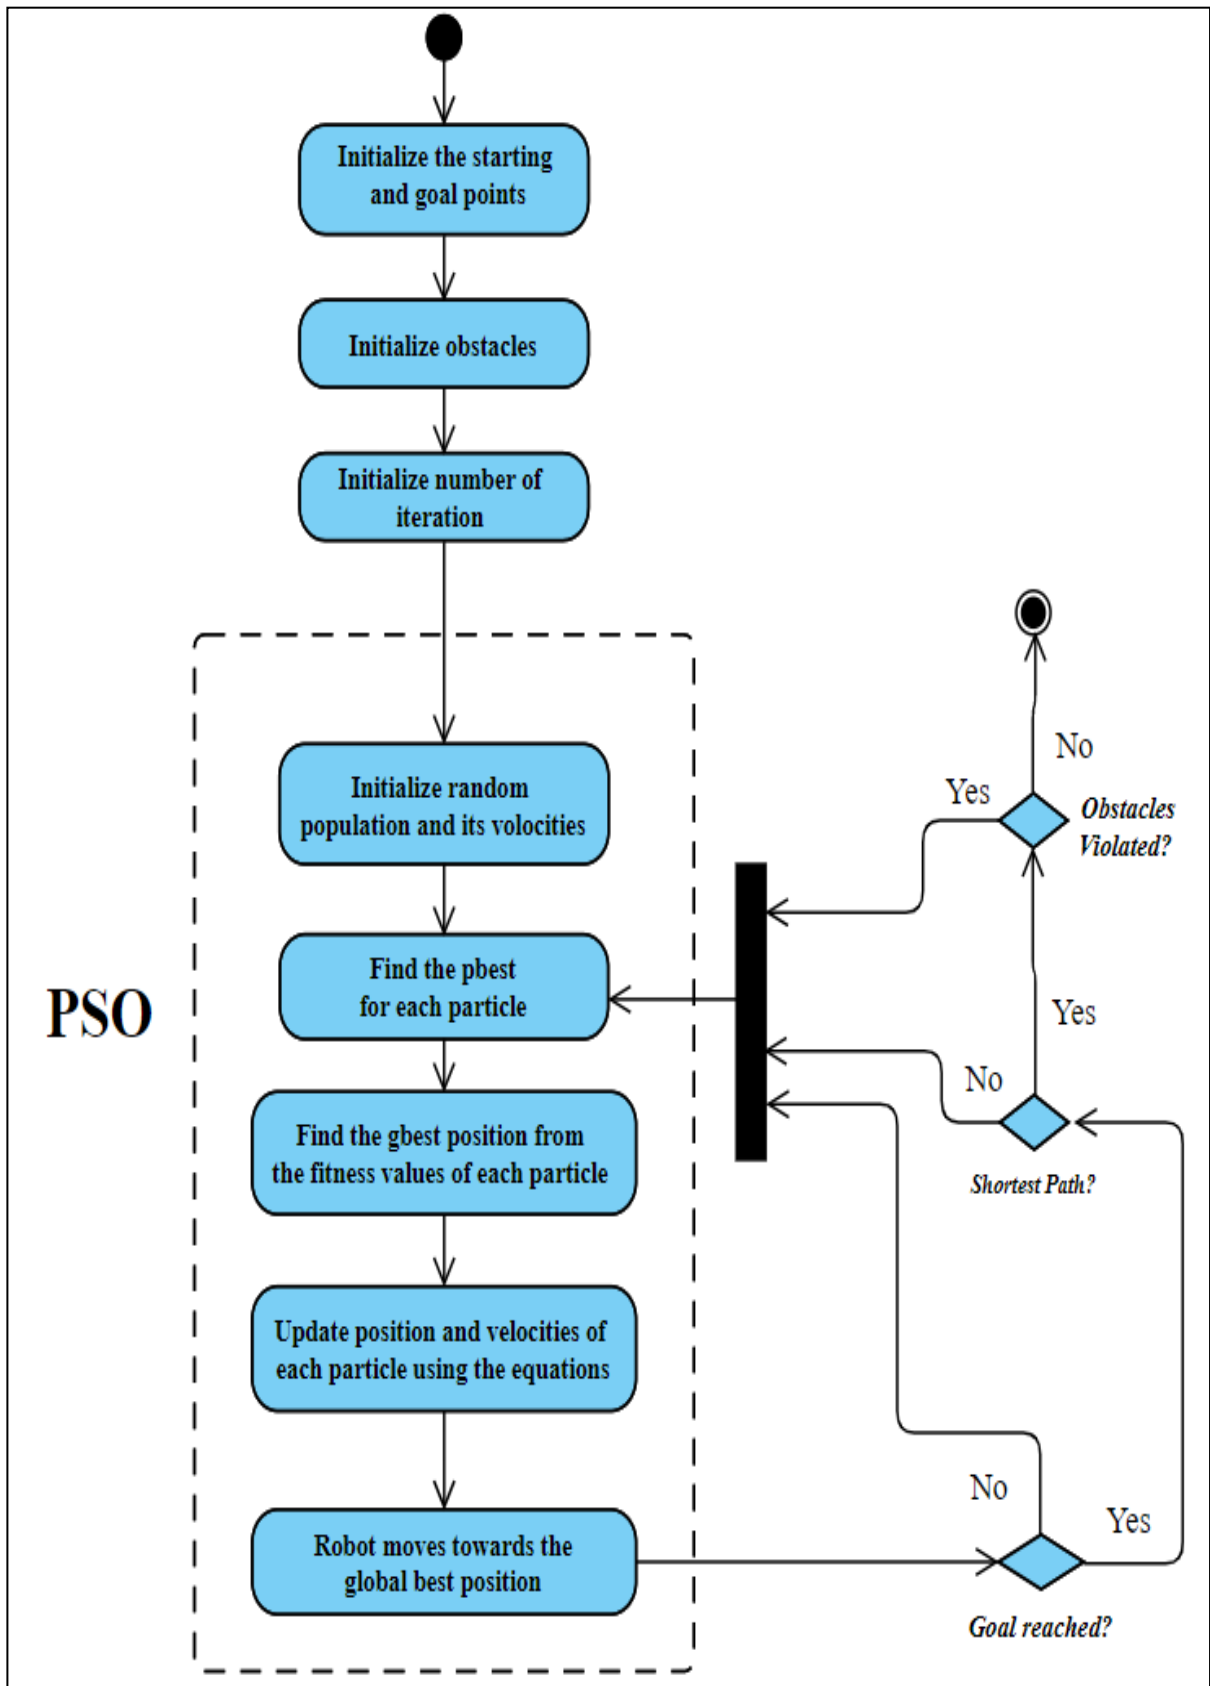 Initialize the starting
and goal points
Initialize obstacles
Initialize number of
iteration
PSO
Initialize random
population and its volocities
Find the pbest
for each particle
Find the gbest position from
the fitness values of each particle
Update position and velocities of
each particle using the equations
Robot moves towards the
global best position
No
Yes
Obstacles
Violated?
Yes
No
Shortest Path?
No
Yes
Goal reached?